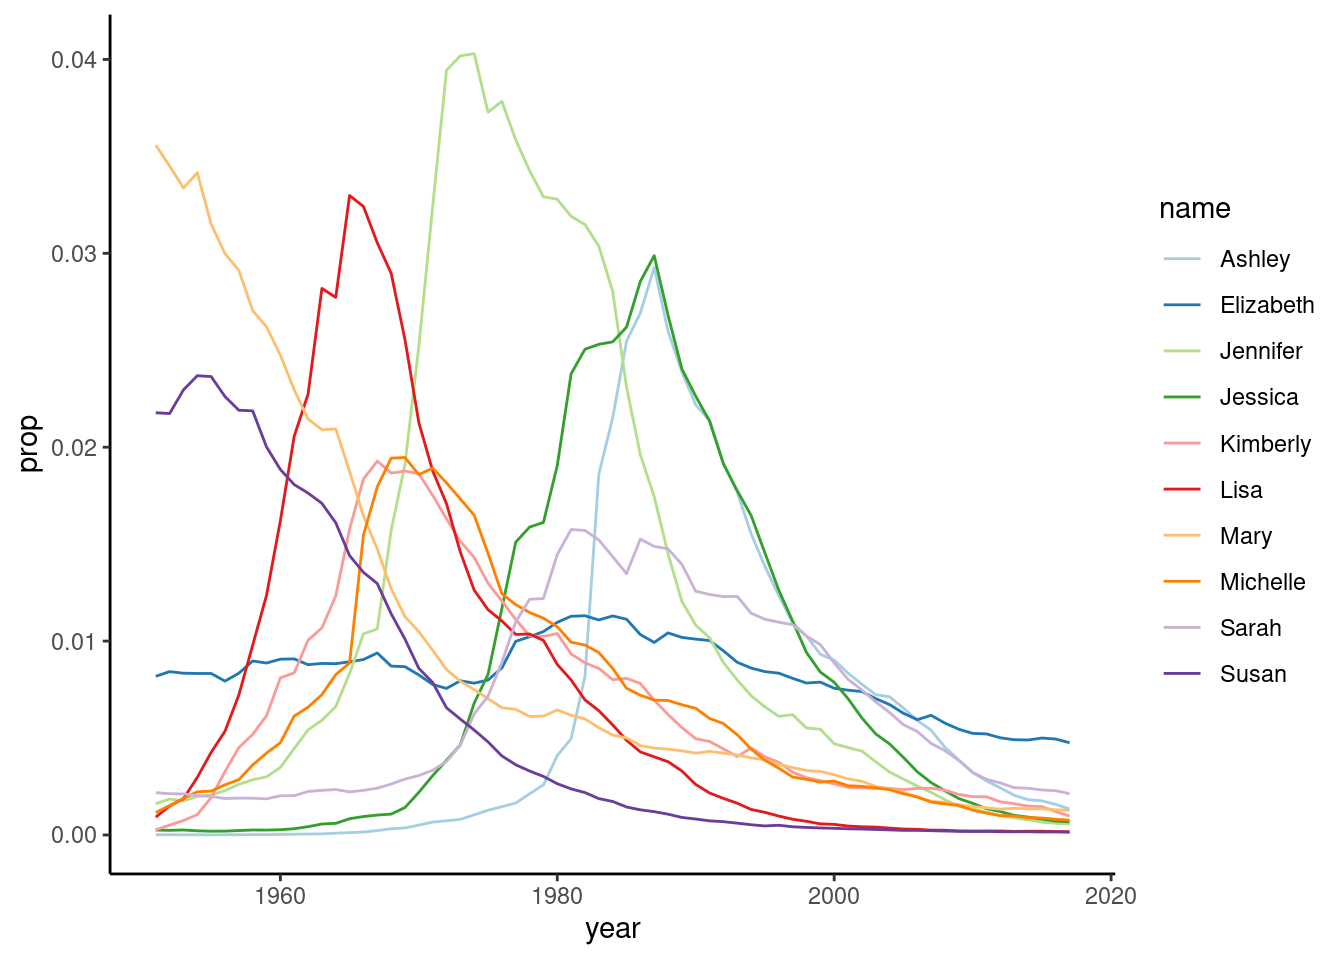 0.04
0.03
0.02
0.01
0.00
prop
1960
1980
2000
2020
year
name
Ashley
Elizabeth
Jennifer
Jessica
Kimberly
Lisa
Mary
Michelle
Sarah
Susan